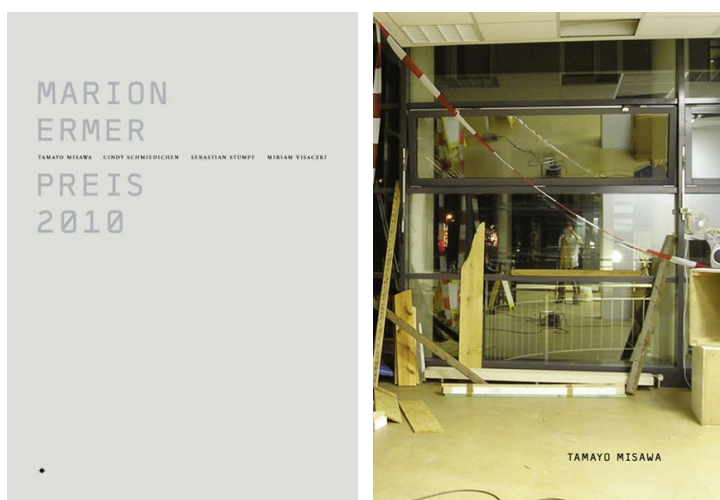 MARION
ERMER
TAMAYO MISAWA CINDY SCHMIEDICHEN SEBASTIAN STUMPF MIRIAM VISACZKI
PREIS
2010
TAMAYO MISAWA